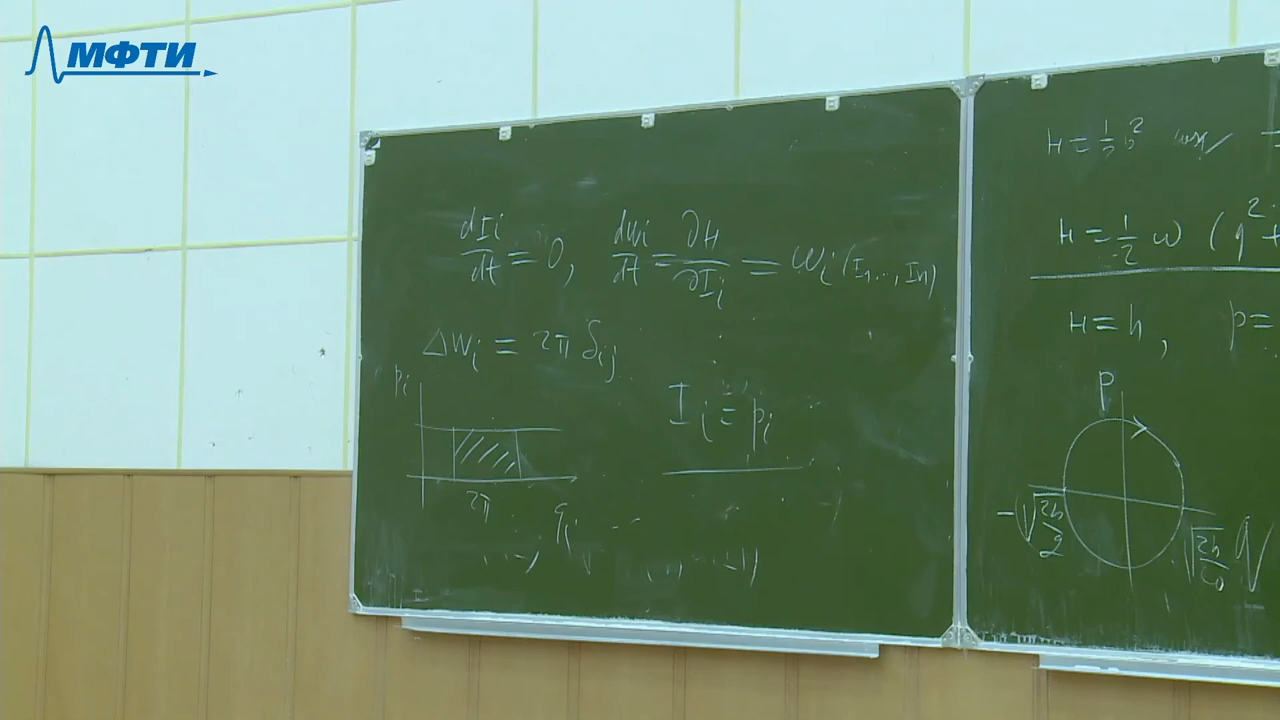 МФТИ
dIi/dt = 0, dwi/dt = ∂H/∂Ii = ωi(I1,..., In)
Δwi = 2π δij
pi
Ii = pi
2π
qi
H = 1/2
H = 1/2 ω (q²+
H = h, p =
p
-√(2h/
√(2h/ω) q